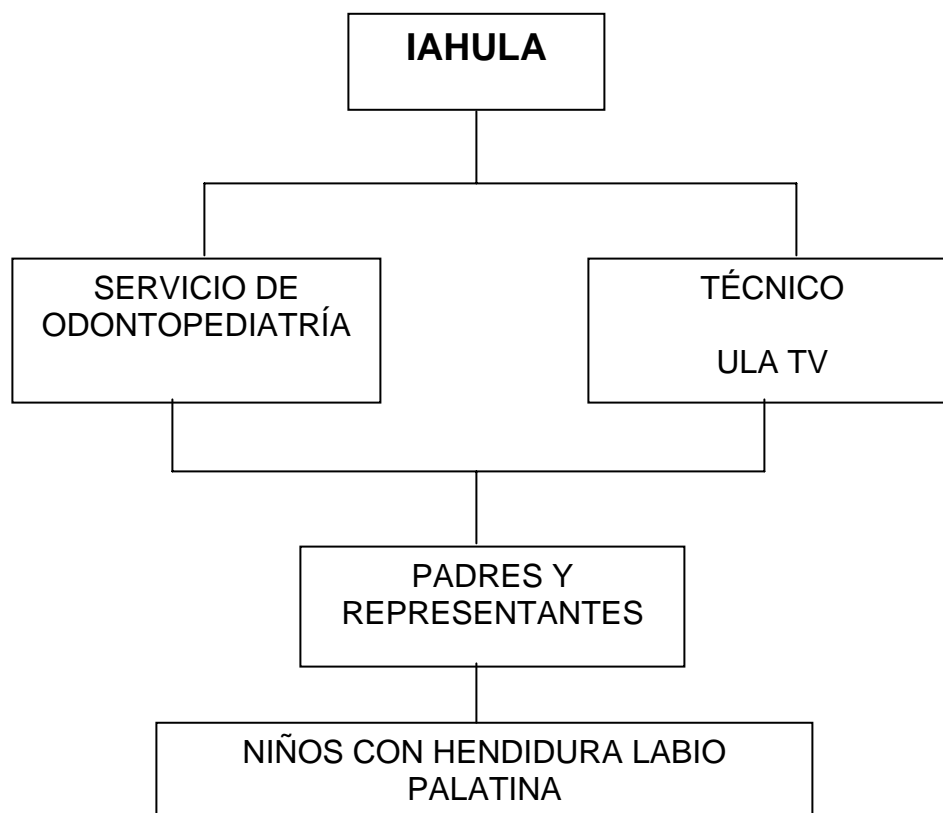 IAHULA
SERVICIO DE
ODONTOPEDIATRÍA
TÉCNICO
ULA TV
PADRES Y
REPRESENTANTES
NIÑOS CON HENDIDURA LABIO
PALATINA